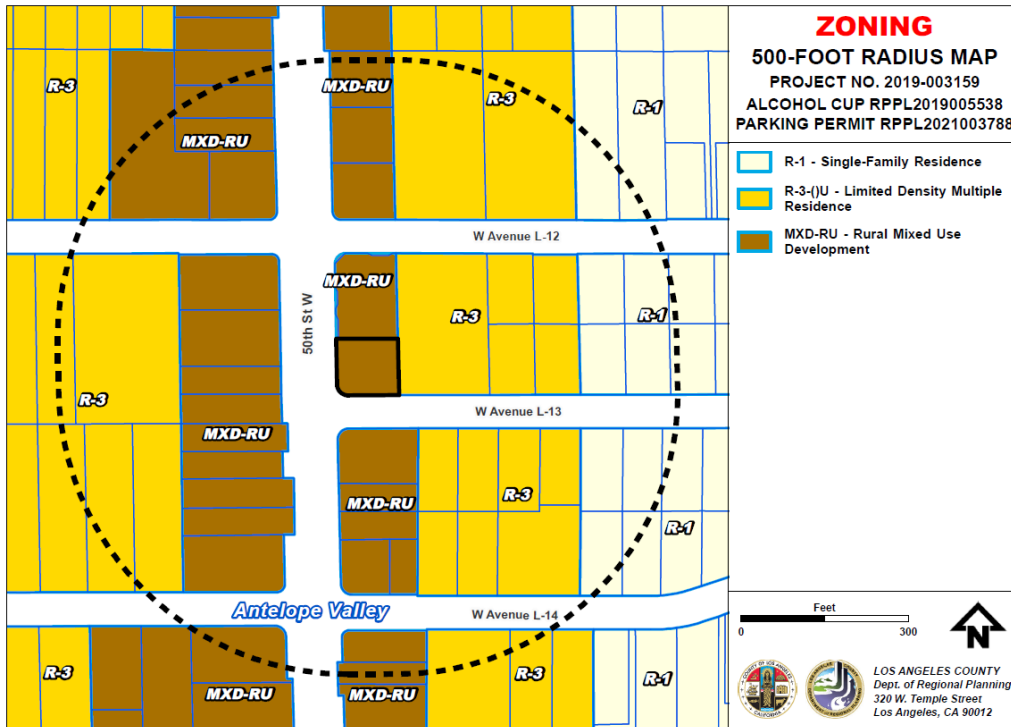 ZONING
500-FOOT RADIUS MAP
PROJECT NO. 2019-003159
ALCOHOL CUP RPPL2019005538
PARKING PERMIT RPPL2021003788
R-1 - Single-Family Residence
R-3-()U - Limited Density Multiple
Residence
MXD-RU - Rural Mixed Use
Development
R-3
MXD-RU
MXD-RU
R-3
R-1
W Avenue L-12
MXD-RU
R-3
R-1
50th St W
R-3
W Avenue L-13
MXD-RU
MXD-RU
R-3
R-1
Antelope Valley
W Avenue L-14
R-3
MXD-RU
MXD-RU
R-3
R-1
Feet
0
300
N
LOS ANGELES COUNTY
Dept. of Regional Planning
320 W. Temple Street
Los Angeles, CA 90012